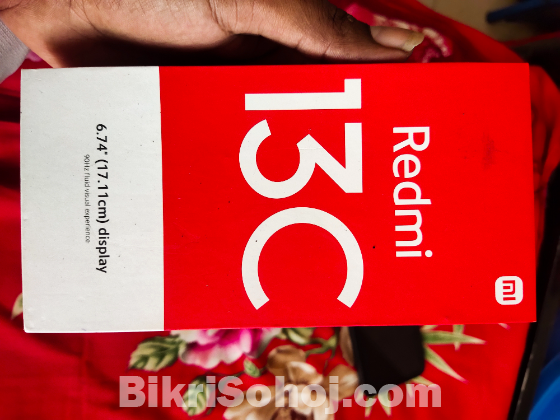 Redmi
13C
6.74" (17.11cm) display
90Hz fluid visual experience
mi
BikriSohoj.com